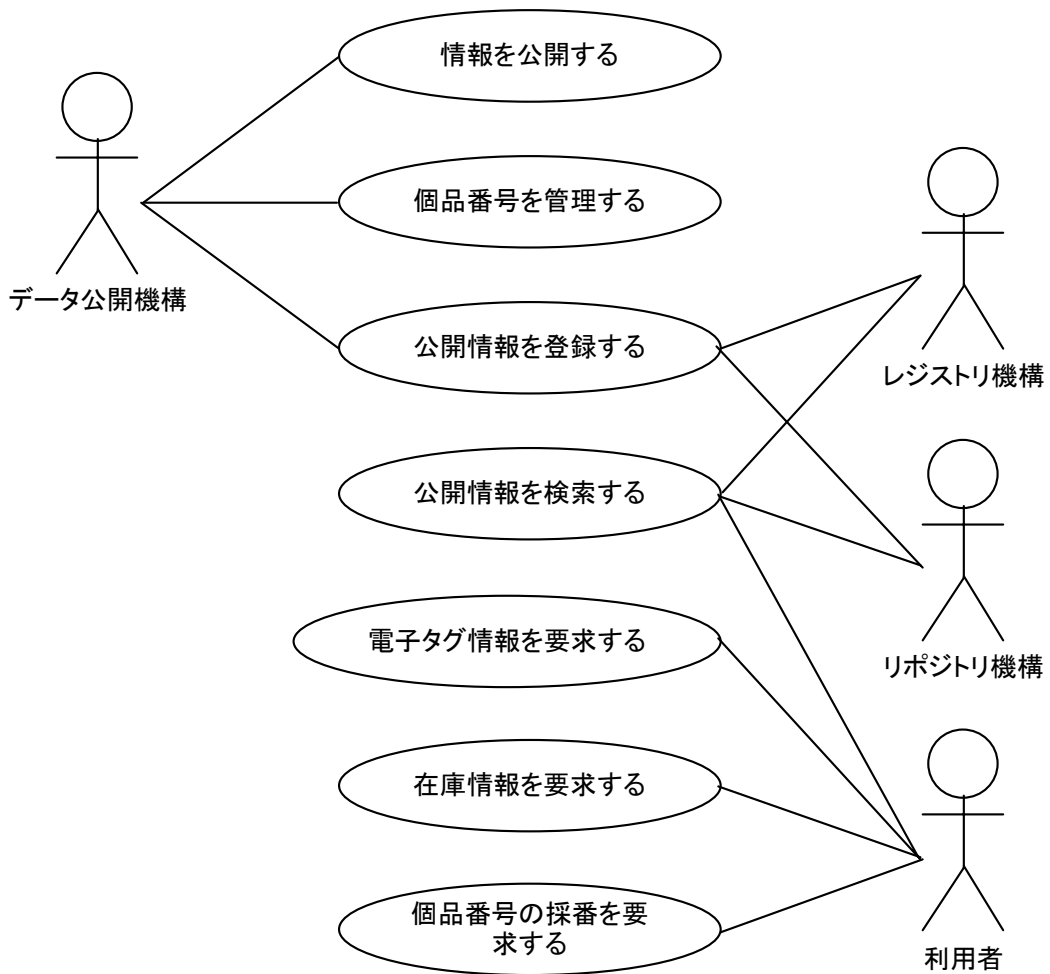 情報を公開する
個品番号を管理する
データ公開機構
公開情報を登録する
レジストリ機構
公開情報を検索する
電子タグ情報を要求する
リポジトリ機構
在庫情報を要求する
個品番号の採番を要
求する
利用者